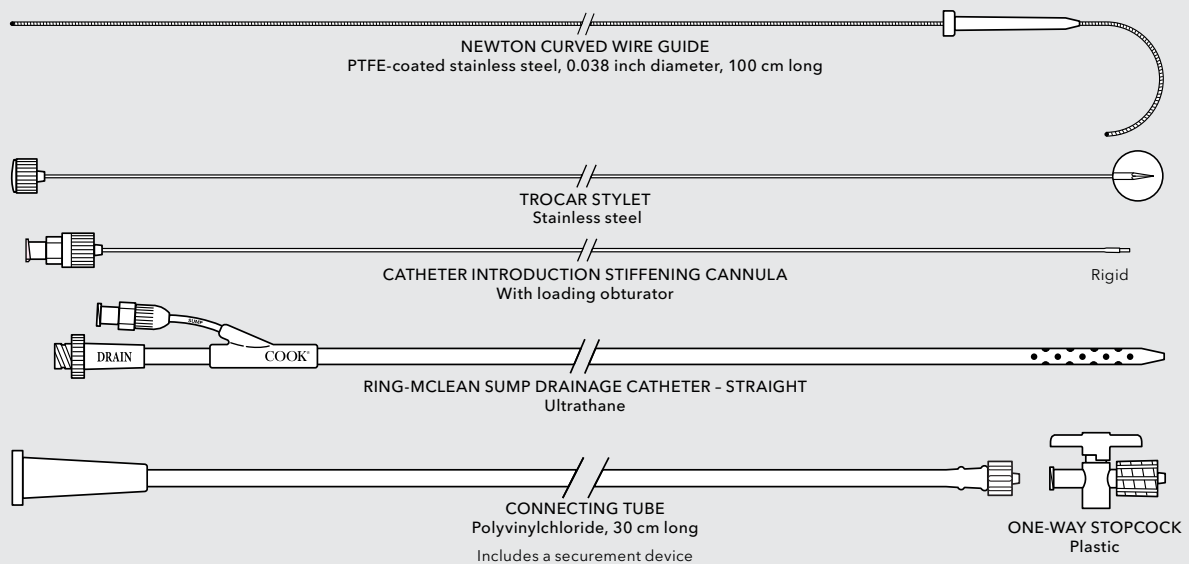 NEWTON CURVED WIRE GUIDE
PTFE-coated stainless steel, 0.038 inch diameter, 100 cm long
TROCAR STYLET
Stainless steel
CATHETER INTRODUCTION STIFFENING CANNULA
With loading obturator
Rigid
SUMP
DRAIN
COOK®
RING-MCLEAN SUMP DRAINAGE CATHETER – STRAIGHT
Ultrathane
CONNECTING TUBE
Polyvinylchloride, 30 cm long
Includes a securement device
ONE-WAY STOPCOCK
Plastic